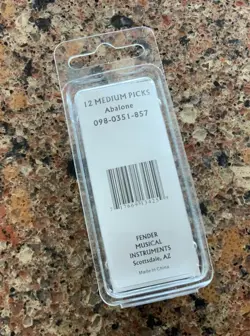 12 MEDIUM PICKS
Abalone
098-0351-857
FENDER
MUSICAL
INSTRUMENTS
Scottsdale, AZ
Made in China